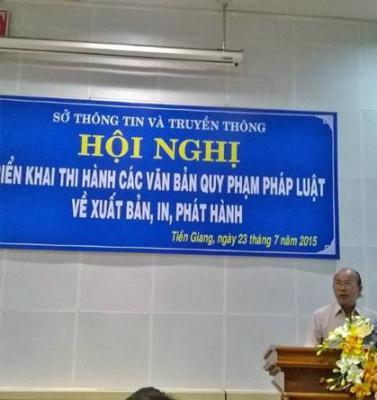 SỞ THÔNG TIN VÀ TRUYỀN THÔNG
HỘI NGHỊ
IỂN KHAI THI HÀNH CÁC VĂN BẢN QUY PHẠM PHÁP LUẬT
VỀ XUẤT BẢN, IN, PHÁT HÀNH
Tiền Giang, ngày 23 tháng 7 năm 2015